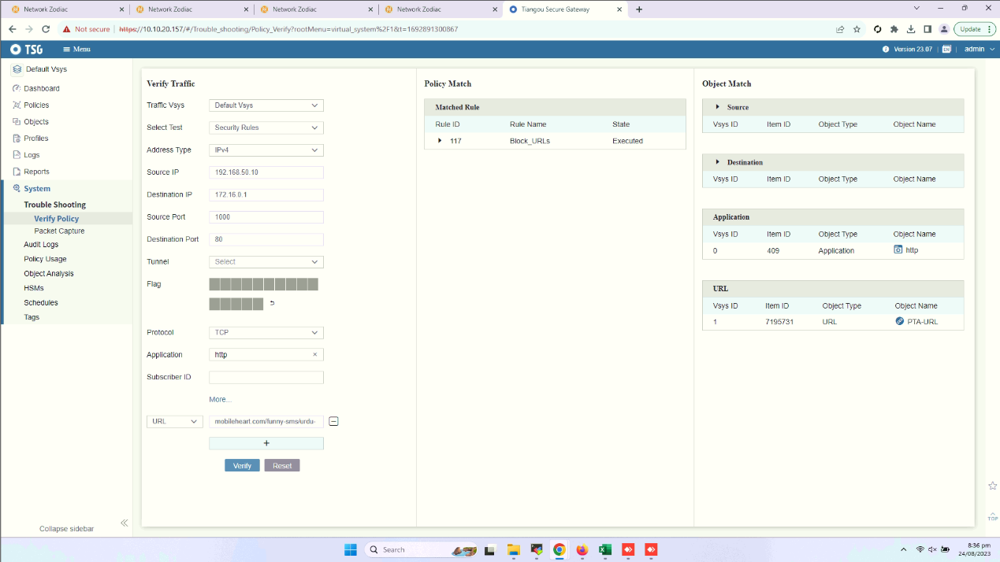 Network Zodiac
Network Zodiac
Network Zodiac
Network Zodiac
Tiangou Secure Gateway
Not secure
https://10.10.20.157/#/Trouble_shooting/Policy_Verify?rootMenu=virtual_system%2F1&t=1692891300867
Update
TSG
Menu
Version 23.07
EN
admin
Default Vsys
Dashboard
Policies
Objects
Profiles
Logs
Reports
System
Trouble Shooting
Verify Policy
Packet Capture
Audit Logs
Policy Usage
Object Analysis
HSMs
Schedules
Tags
Collapse sidebar
Verify Traffic
Traffic Vsys Default Vsys
Select Test Security Rules
Address Type IPv4
Source IP 192.168.50.10
Destination IP 172.16.0.1
Source Port 1000
Destination Port 80
Tunnel Select
Flag
Protocol TCP
Application http
Subscriber ID
More...
URL mobileheart.com/funny-sms/urdu-
+
Verify Reset
Policy Match
Matched Rule
Rule ID Rule Name State
117 Block_URLs Executed
Object Match
Source
Vsys ID Item ID Object Type Object Name
Destination
Vsys ID Item ID Object Type Object Name
Application
Vsys ID Item ID Object Type Object Name
0 409 Application http
URL
Vsys ID Item ID Object Type Object Name
1 7195731 URL PTA-URL
TOP
Search
8:36 pm
24/08/2023